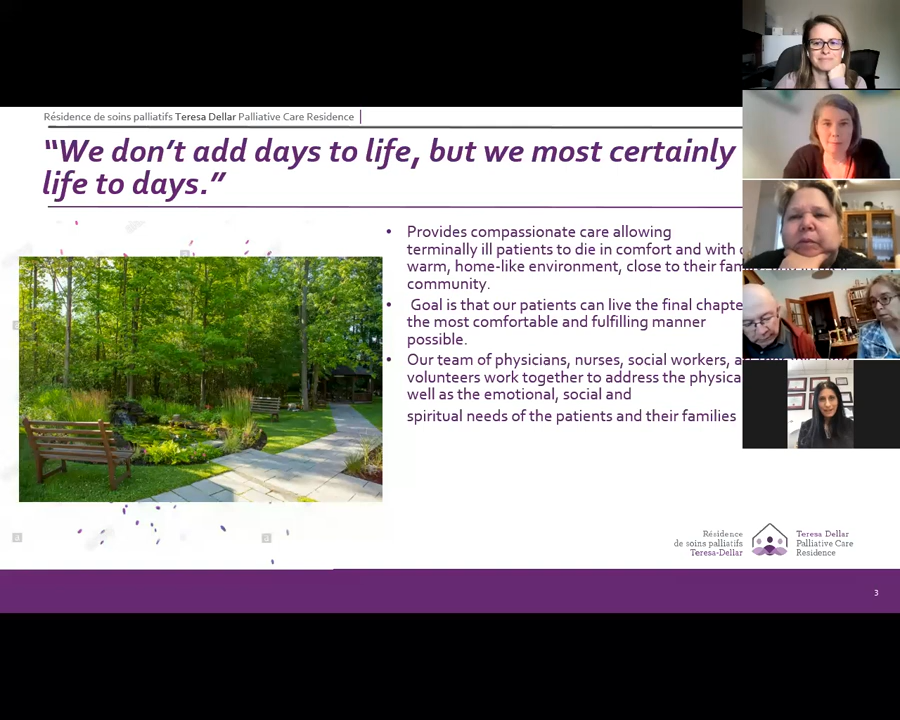 Résidence de soins palliatifs Teresa Dellar Palliative Care Residence
“We don’t add days to life, but we most certainly
life to days.”
• Provides compassionate care allowing
terminally ill patients to die in comfort and with
warm, home-like environment, close to their
community.
• Goal is that our patients can live the final
the most comfortable and fulfilling manner
possible.
• Our team of physicians, nurses, social workers,
volunteers work together to address the
well as the emotional, social and
spiritual needs of the patients and their families
Résidence
de soins palliatifs
Teresa-Dellar
Teresa Dellar
Palliative Care
Residence
3